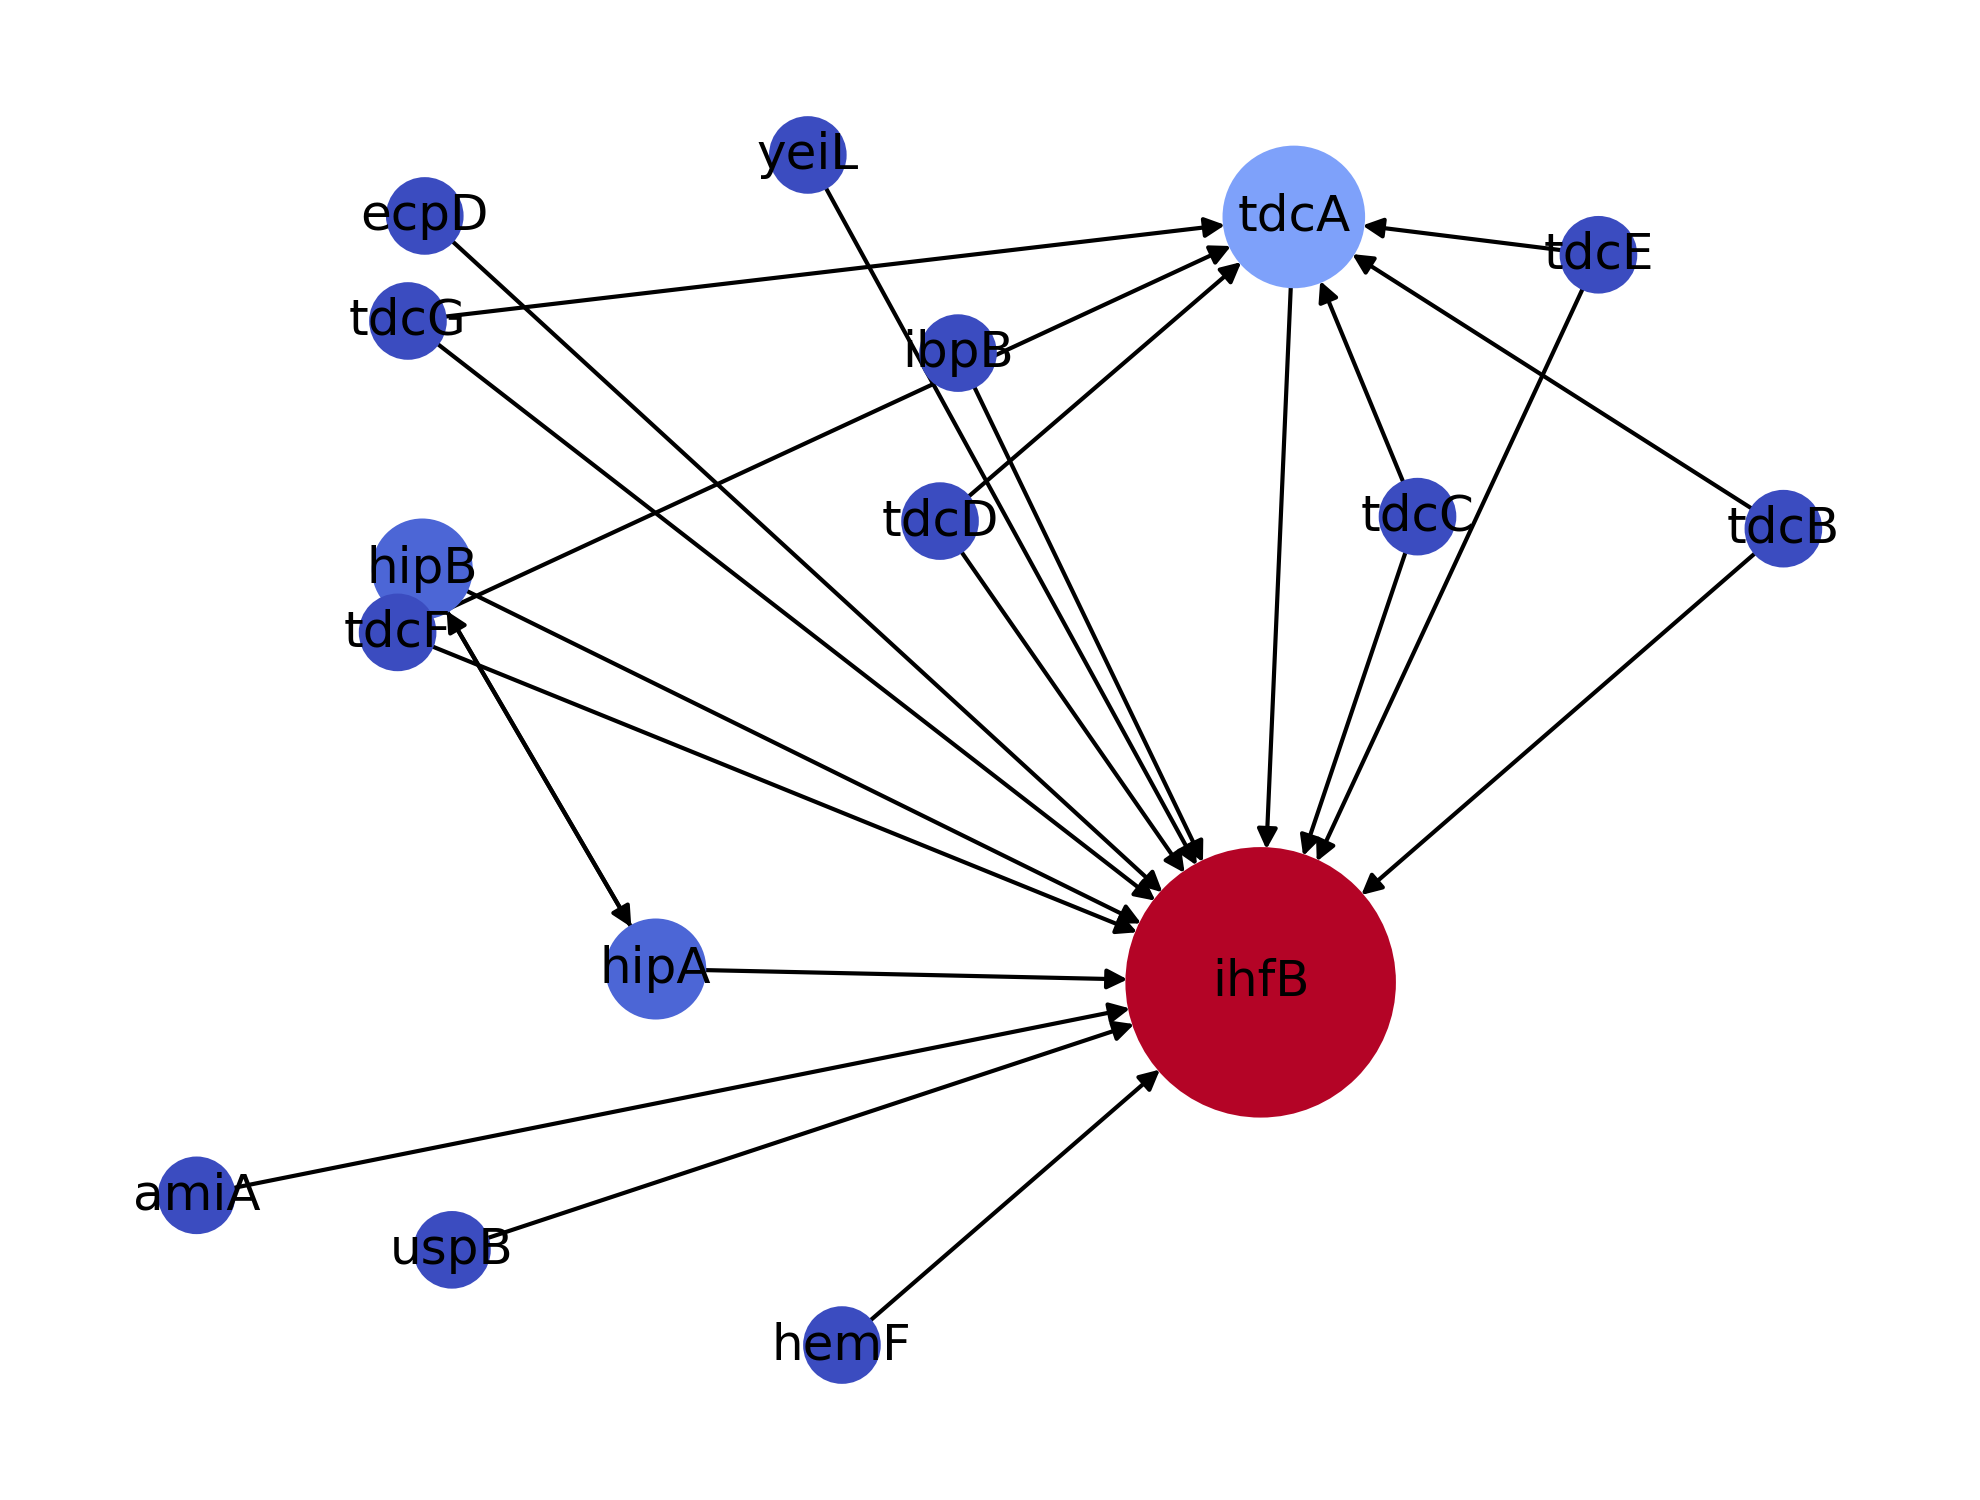 yeiL
ecpD
tdcA
tdcE
tdcG
ibpB
tdcD
tdcC
tdcB
hipB
tdcF
hipA
ihfB
amiA
uspB
hemF